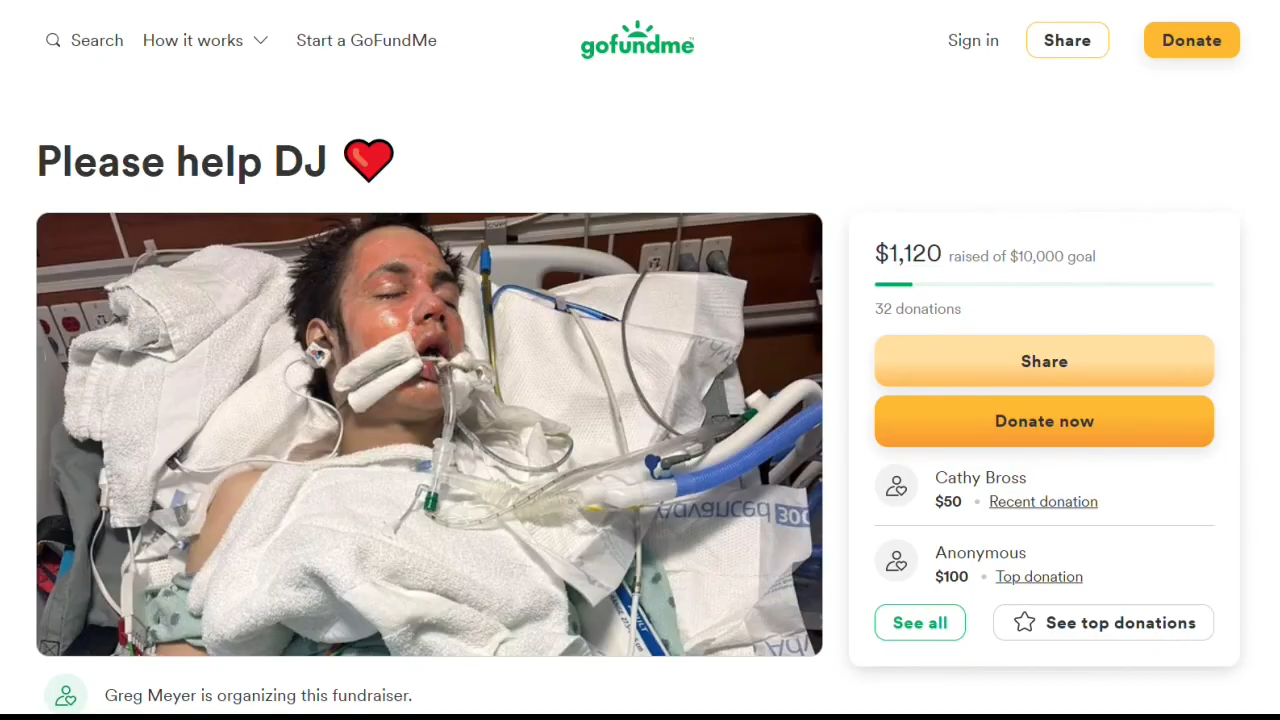 Search How it works Start a GoFundMe gofundme Sign in Share Donate
Please help DJ
$1,120 raised of $10,000 goal
32 donations
Share
Donate now
Cathy Bross
$50 • Recent donation
Anonymous
$100 • Top donation
See all See top donations
Advanced 300
Greg Meyer is organizing this fundraiser.